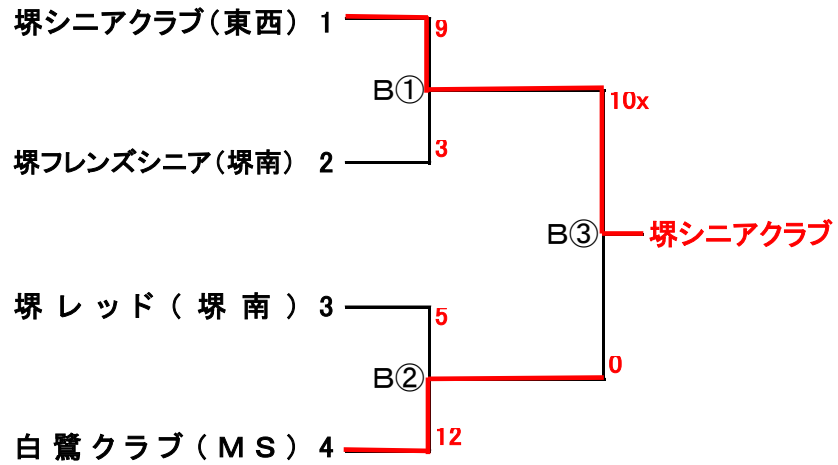 堺シニアクラブ（東西） 1
9
B①
10x
堺フレンズシニア（堺南） 2
3
B③
堺シニアクラブ
堺レッド（堺南） 3
5
B②
0
白鷺クラブ（ＭＳ） 4
12